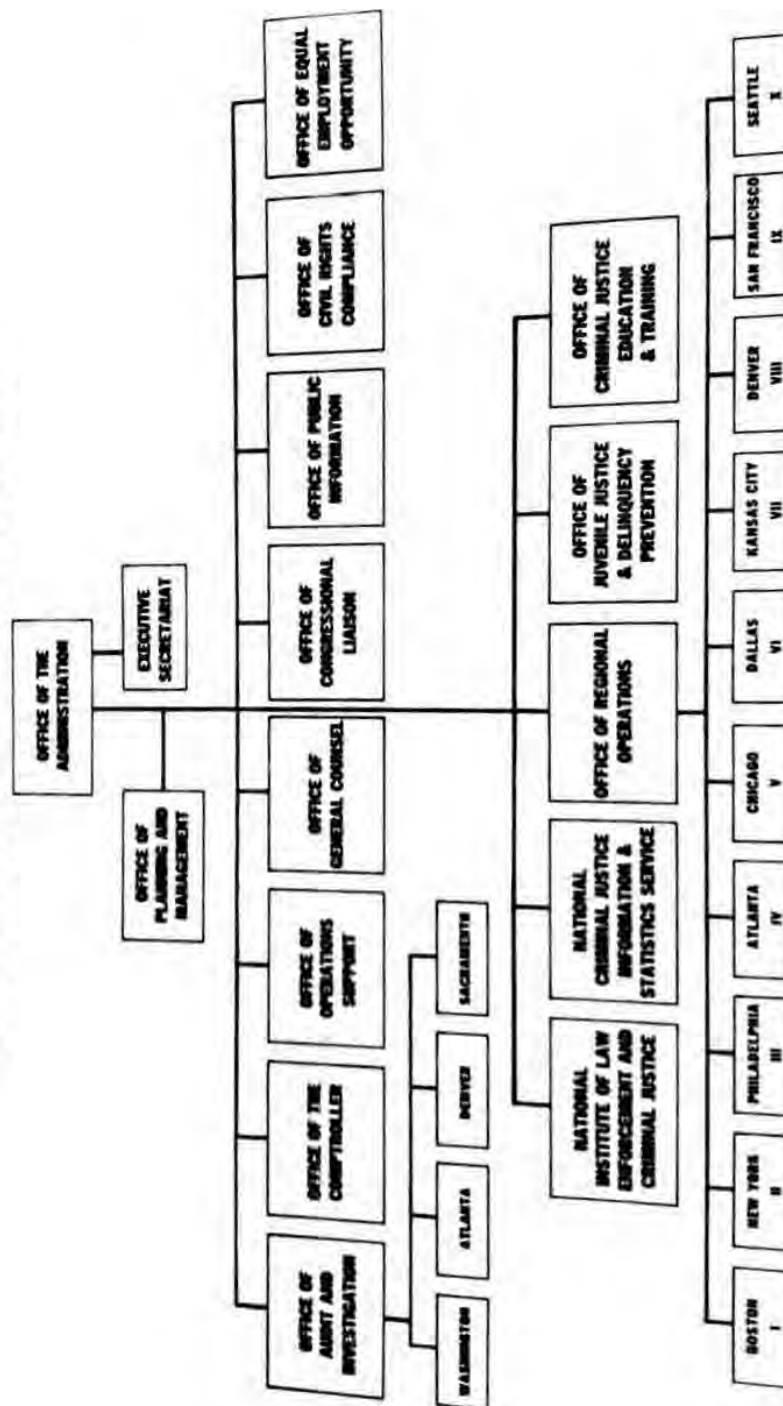 OFFICE OF THE
ADMINISTRATION
OFFICE OF
PLANNING AND
MANAGEMENT
EXECUTIVE
SECRETARIAT
OFFICE OF
AUDIT AND
INVESTIGATION
OFFICE OF THE
COMPTROLLER
OFFICE OF
OPERATIONS
SUPPORT
OFFICE OF
GENERAL COUNSEL
OFFICE OF
CONGRESSIONAL
LIAISON
OFFICE OF PUBLIC
INFORMATION
OFFICE OF
CIVIL RIGHTS
COMPLIANCE
OFFICE OF EQUAL
EMPLOYMENT
OPPORTUNITY
WASHINGTON
ATLANTA
DENVER
SACRAMENTO
NATIONAL
INSTITUTE OF LAW
ENFORCEMENT AND
CRIMINAL JUSTICE
NATIONAL
CRIMINAL JUSTICE
INFORMATION &
STATISTICS SERVICE
OFFICE OF REGIONAL
OPERATIONS
OFFICE OF
JUVENILE JUSTICE
& DELINQUENCY
PREVENTION
OFFICE OF
CRIMINAL JUSTICE
EDUCATION
& TRAINING
BOSTON
I
NEW YORK
II
PHILADELPHIA
III
ATLANTA
IV
CHICAGO
V
DALLAS
VI
KANSAS CITY
VII
DENVER
VIII
SAN FRANCISCO
IX
SEATTLE
X